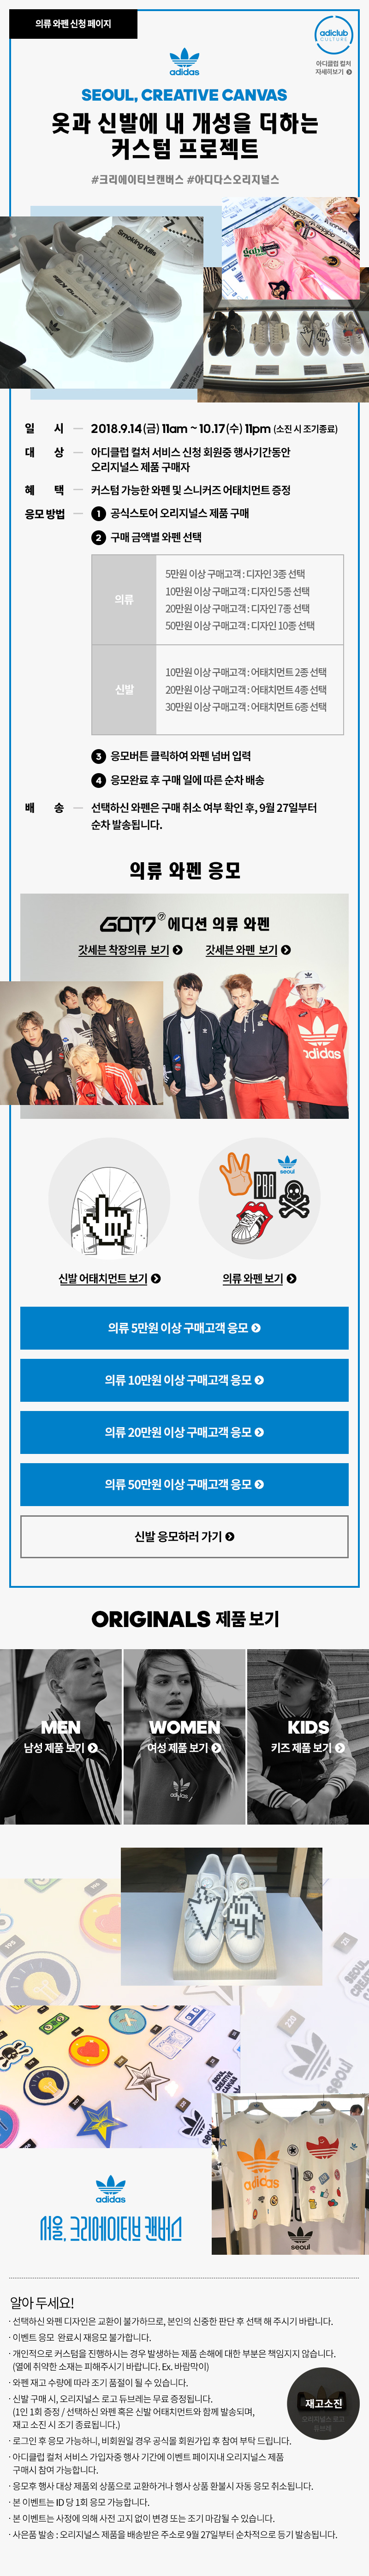 의류 와펜 신청 페이지
adiclub
CULTURE
아디클럽 컬처
자세히보기
adidas
SEOUL, CREATIVE CANVAS
옷과 신발에 내 개성을 더하는
커스텀 프로젝트
#크리에이티브캔버스 #아디다스오리지널스
Smoking Kills
일 시 — 2018.9.14(금) 11am ~ 10.17(수) 11pm (소진 시 조기종료)
대 상 — 아디클럽 컬처 서비스 신청 회원중 행사기간동안
오리지널스 제품 구매자
혜 택 — 커스텀 가능한 와펜 및 스니커즈 어태치먼트 증정
응모 방법 — 1 공식스토어 오리지널스 제품 구매
2 구매 금액별 와펜 선택
의류
5만원 이상 구매고객 : 디자인 3종 선택
10만원 이상 구매고객 : 디자인 5종 선택
20만원 이상 구매고객 : 디자인 7종 선택
50만원 이상 구매고객 : 디자인 10종 선택
신발
10만원 이상 구매고객 : 어태치먼트 2종 선택
20만원 이상 구매고객 : 어태치먼트 4종 선택
30만원 이상 구매고객 : 어태치먼트 6종 선택
3 응모버튼 클릭하여 와펜 넘버 입력
4 응모완료 후 구매 일에 따른 순차 배송
배 송 — 선택하신 와펜은 구매 취소 여부 확인 후, 9월 27일부터
순차 발송됩니다.
의류 와펜 응모
GOT7 에디션 의류 와펜
갓세븐 착장의류 보기 갓세븐 와펜 보기
adidas
PBR
seoul
신발 어태치먼트 보기 의류 와펜 보기
의류 5만원 이상 구매고객 응모
의류 10만원 이상 구매고객 응모
의류 20만원 이상 구매고객 응모
의류 50만원 이상 구매고객 응모
신발 응모하러 가기
ORIGINALS 제품 보기
MEN WOMEN KIDS
남성 제품 보기 여성 제품 보기 키즈 제품 보기
adidas
SEOUL
CREATIVE
CANVAS
seoul
adidas
seoul
adidas
서울, 크리에이티브 캔버스
알아 두세요!
· 선택하신 와펜 디자인은 교환이 불가하므로, 본인의 신중한 판단 후 선택 해 주시기 바랍니다.
· 이벤트 응모 완료시 재응모 불가합니다.
· 개인적으로 커스텀을 진행하시는 경우 발생하는 제품 손해에 대한 부분은 책임지지 않습니다.
(열에 취약한 소재는 피해주시기 바랍니다. Ex. 바람막이)
· 와펜 재고 수량에 따라 조기 품절이 될 수 있습니다.
· 신발 구매 시, 오리지널스 로고 듀브레는 무료 증정됩니다.
(1인 1회 증정 / 선택하신 와펜 혹은 신발 어태치먼트와 함께 발송되며,
재고 소진 시 조기 종료됩니다.)
재고소진
오리지널스 로고
듀브레
· 로그인 후 응모 가능하니, 비회원일 경우 공식몰 회원가입 후 참여 부탁 드립니다.
· 아디클럽 컬처 서비스 가입자중 행사 기간에 이벤트 페이지내 오리지널스 제품
구매시 참여 가능합니다.
· 응모후 행사 대상 제품외 상품으로 교환하거나 행사 상품 환불시 자동 응모 취소됩니다.
· 본 이벤트는 ID 당 1회 응모 가능합니다.
· 본 이벤트는 사정에 의해 사전 고지 없이 변경 또는 조기 마감될 수 있습니다.
· 사은품 발송 : 오리지널스 제품을 배송받은 주소로 9월 27일부터 순차적으로 등기 발송됩니다.